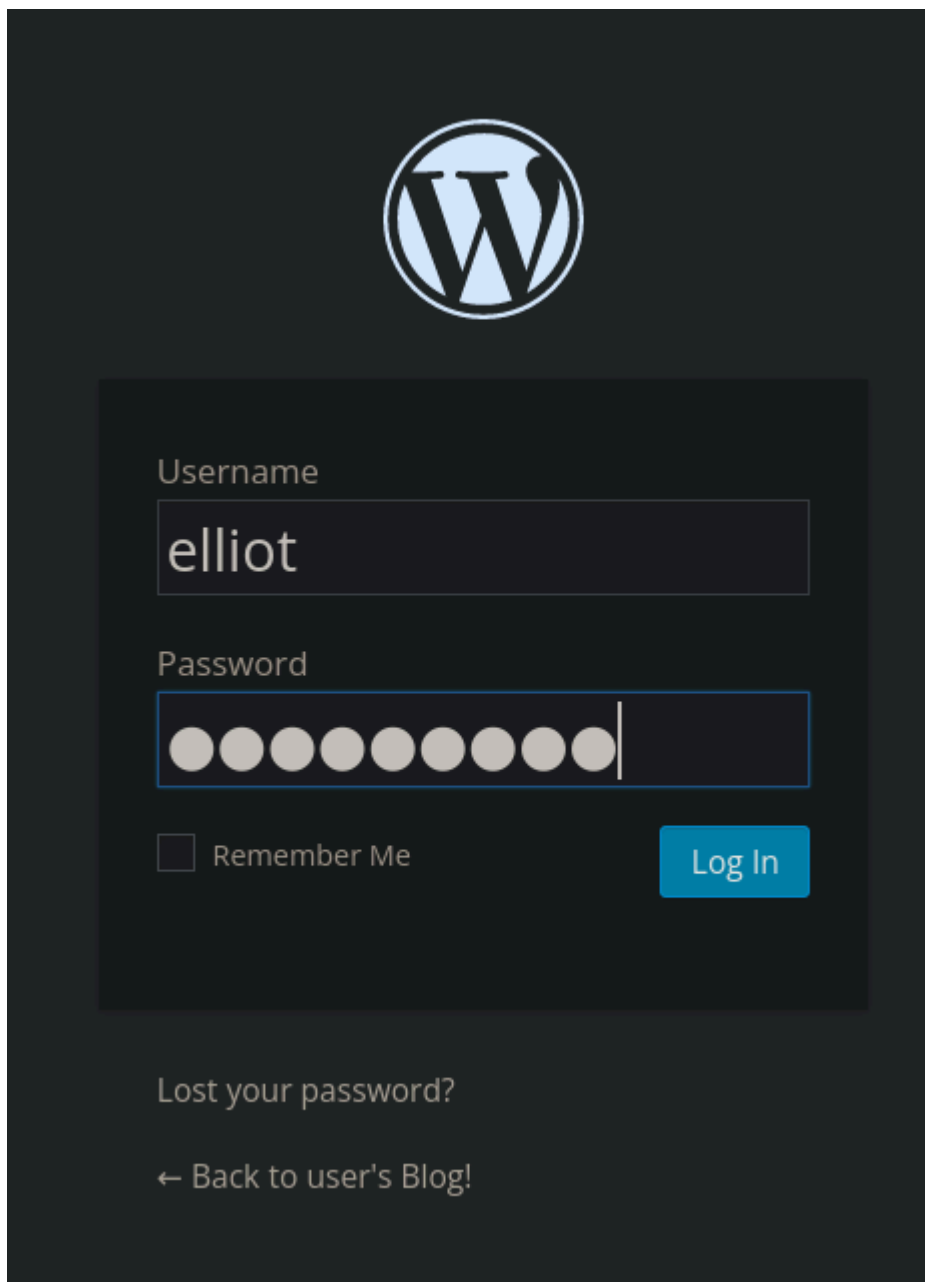 Username
elliot
Password
●●●●●●●●●
Remember Me
Log In
Lost your password?
← Back to user's Blog!